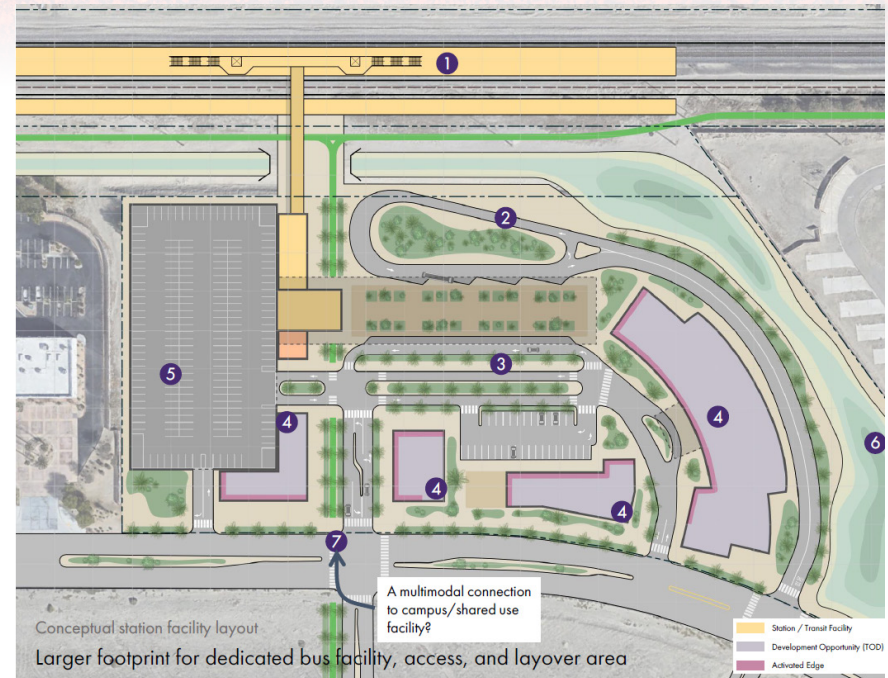 1
2
3
5
4
4
6
4
4
7
A multimodal connection
to campus/shared use
facility?
Conceptual station facility layout
Larger footprint for dedicated bus facility, access, and layover area
Station / Transit Facility
Development Opportunity (TOD)
Activated Edge